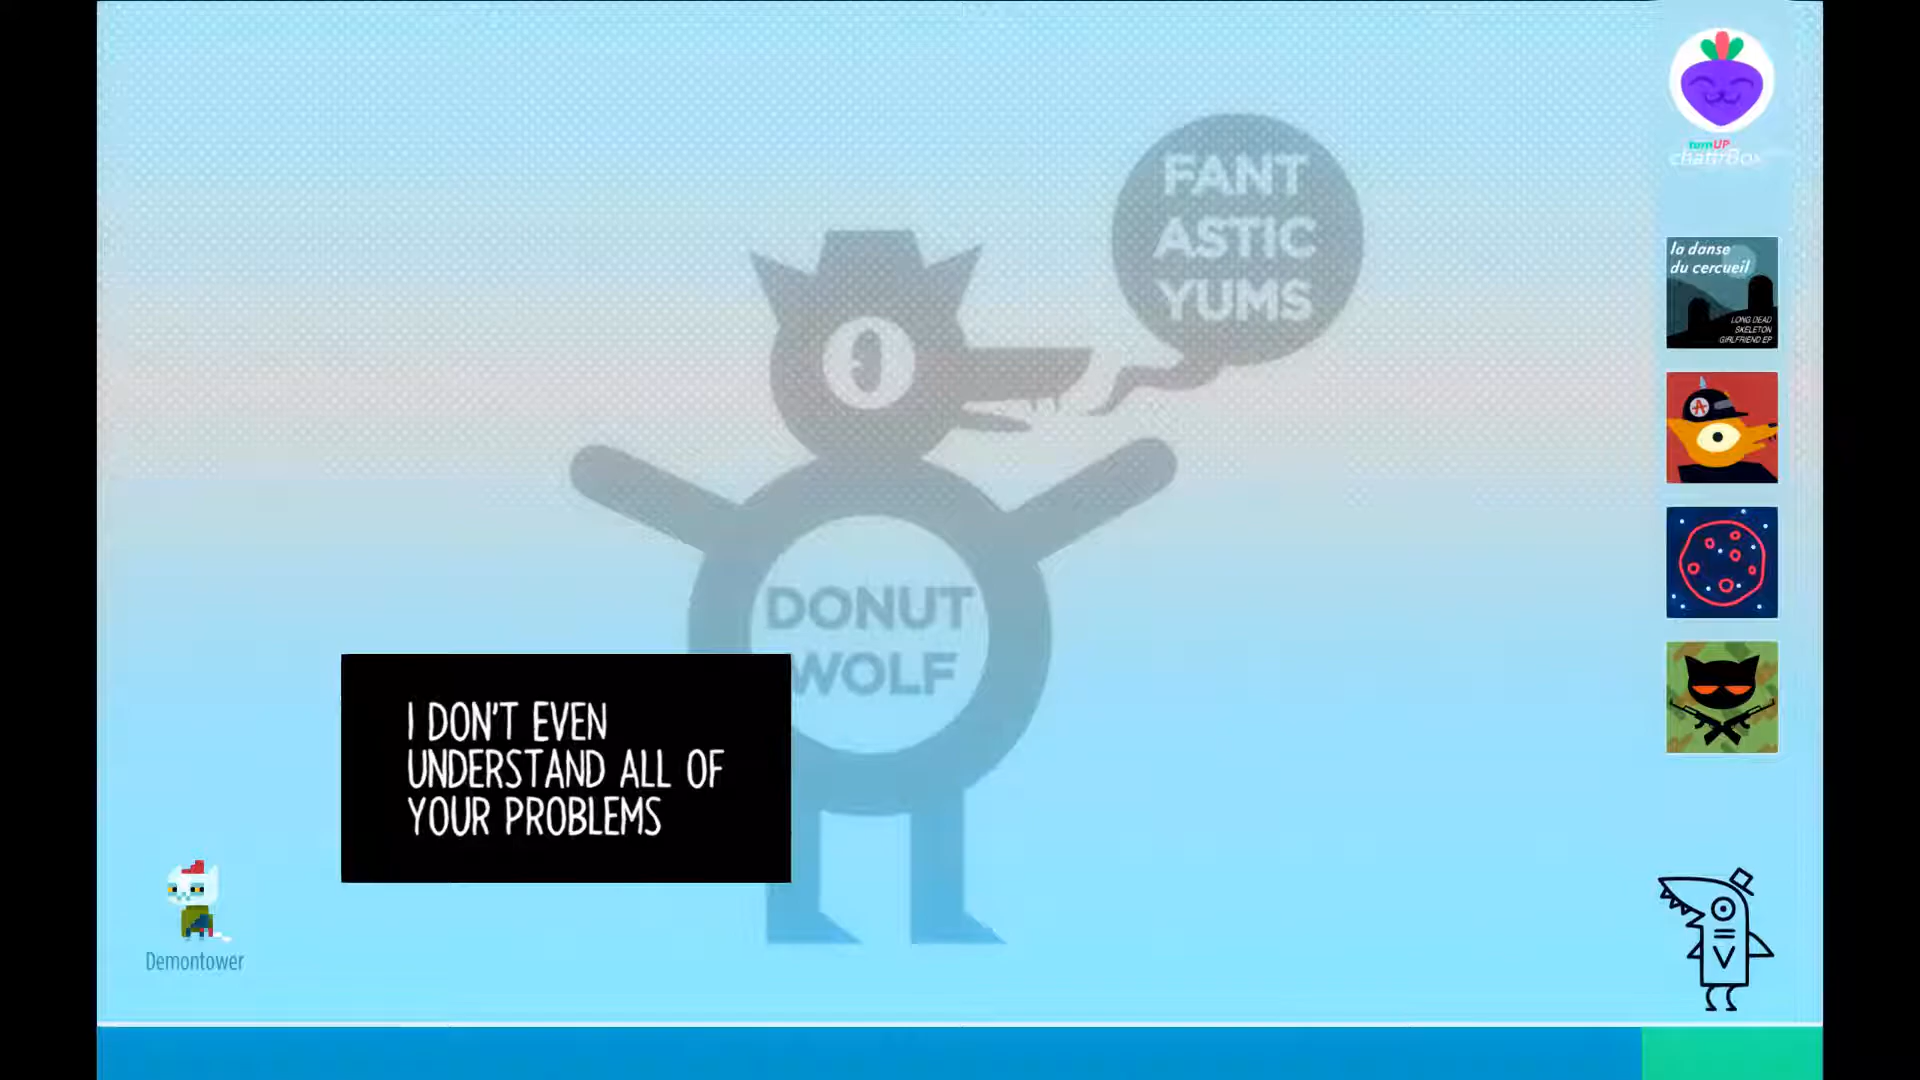 turnUP
chattrBox
FANT
ASTIC
YUMS
la danse
du cercueil
LONG DEAD
SKELETON
GIRLFRIEND EP
A
DONUT
WOLF
I DON'T EVEN
UNDERSTAND ALL OF
YOUR PROBLEMS
Demontower